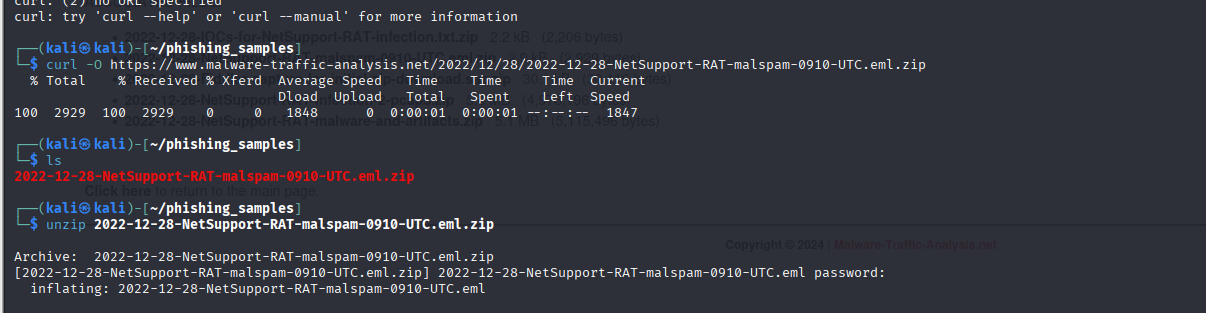 curl: (2) no URL specified
curl: try 'curl --help' or 'curl --manual' for more information
2022-12-28-IOCs-for-NetSupport-RAT-infection.txt.zip 2.2 kB (2,206 bytes)
┌──(kali㉿kali)-[~/phishing_samples]
└─$ curl -O https://www.malware-traffic-analysis.net/2022/12/28/2022-12-28-NetSupport-RAT-malspam-0910-UTC.eml.zip
% Total % Received % Xferd Average Speed Time Time Time Current
Dload Upload Total Spent Left Speed
100 2929 100 2929 0 0 1848 0 0:00:01 0:00:01 --:--:-- 1847
2022-12-28-NetSupport-RAT-malware-and-artifacts.zip 5.1 MB (5,115,496 bytes)
┌──(kali㉿kali)-[~/phishing_samples]
└─$ ls
2022-12-28-NetSupport-RAT-malspam-0910-UTC.eml.zip
Click here to return to the main page.
┌──(kali㉿kali)-[~/phishing_samples]
└─$ unzip 2022-12-28-NetSupport-RAT-malspam-0910-UTC.eml.zip
Copyright © 2024 | Malware-Traffic-Analysis.net
Archive: 2022-12-28-NetSupport-RAT-malspam-0910-UTC.eml.zip
[2022-12-28-NetSupport-RAT-malspam-0910-UTC.eml.zip] 2022-12-28-NetSupport-RAT-malspam-0910-UTC.eml password:
inflating: 2022-12-28-NetSupport-RAT-malspam-0910-UTC.eml